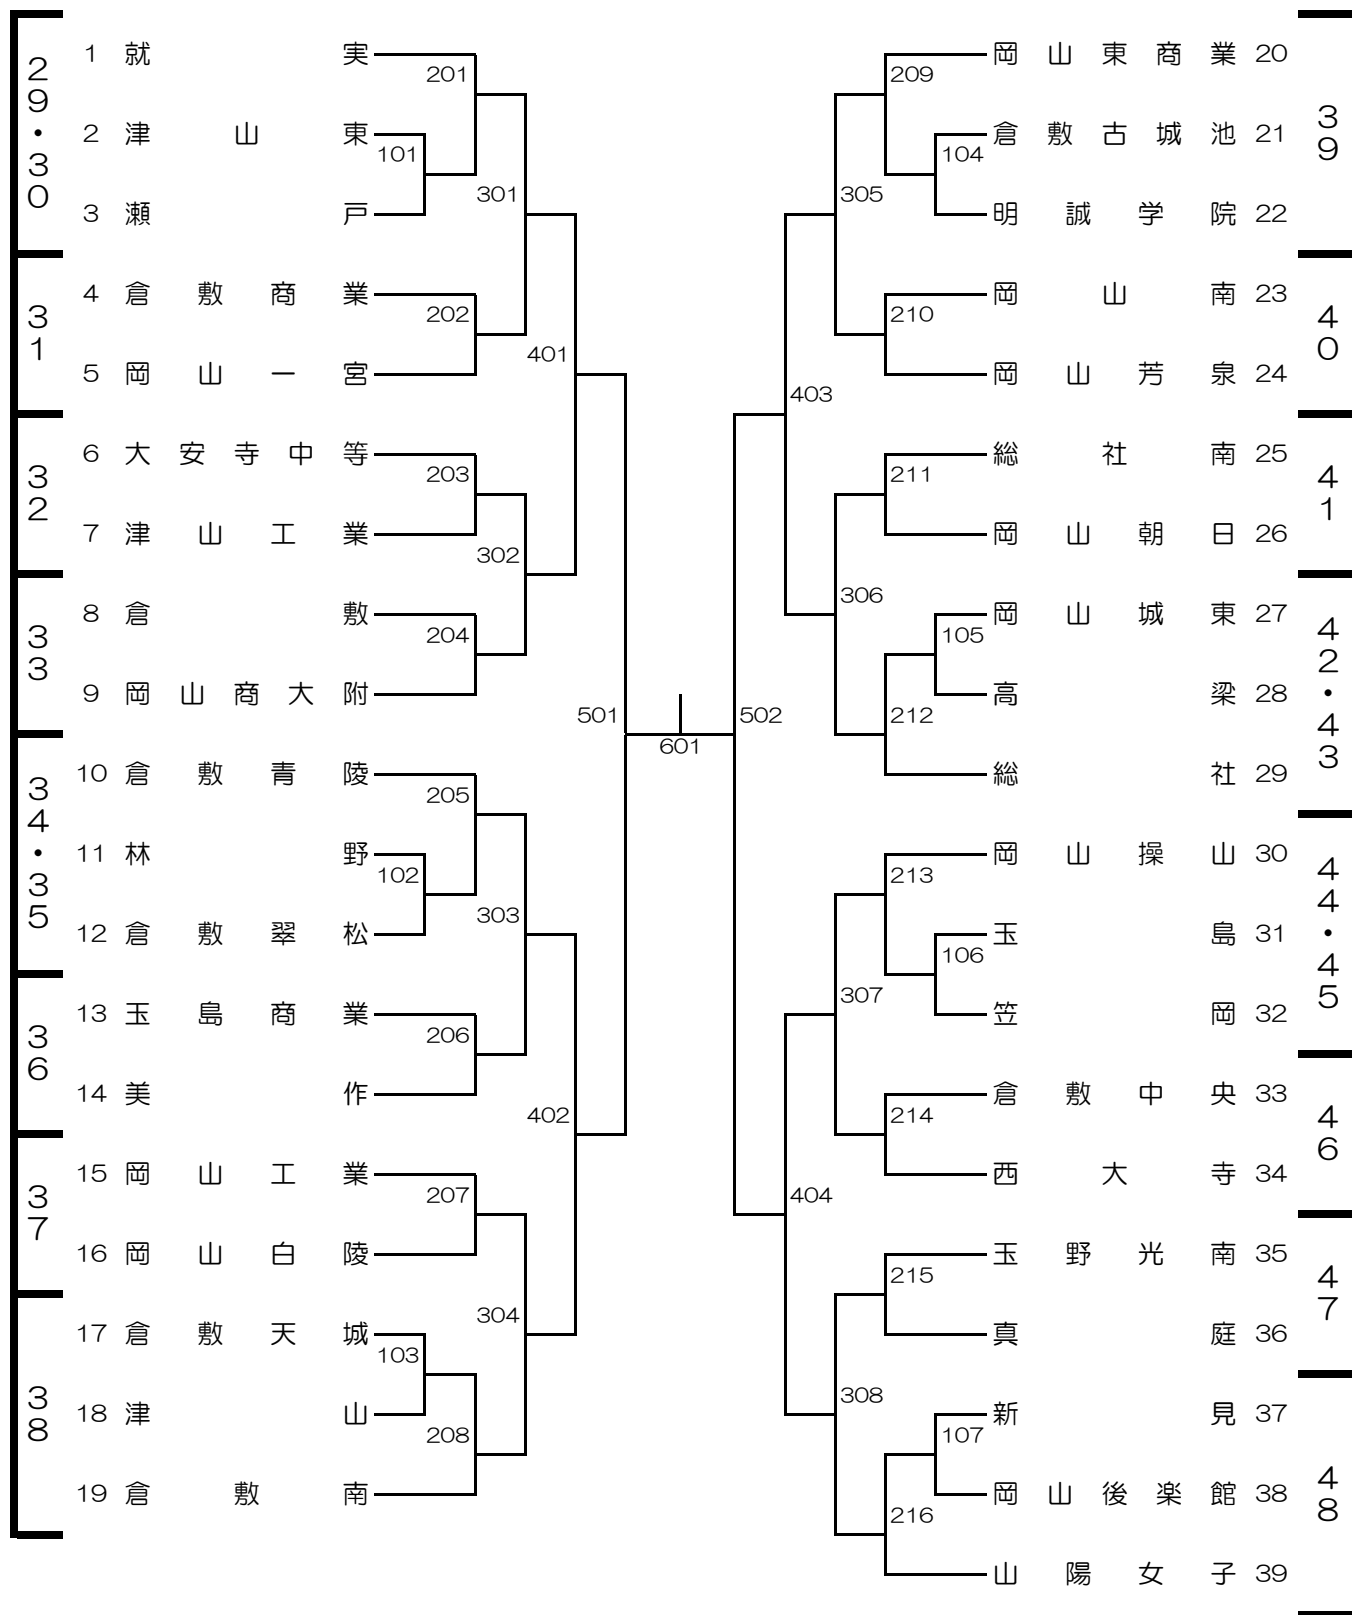 29・30
1 就実
2 津山東
3 瀬戸
201
101
301
31
4 倉敷商業
5 岡山一宮
202
401
32
6 大安寺中等
7 津山工業
203
302
33
8 倉敷
9 岡山商大附
204
501
34・35
10 倉敷青陵
11 林野
12 倉敷翠松
205
102
303
36
13 玉島商業
14 美作
206
402
37
15 岡山工業
16 岡山白陵
207
304
38
17 倉敷天城
18 津山
19 倉敷南
103
208
601
岡山東商業 20
倉敷古城池 21
明誠学院 22
39
209
104
305
岡山南 23
岡山芳泉 24
40
210
403
総社南 25
岡山朝日 26
41
211
306
岡山城東 27
高梁 28
総社 29
42・43
105
212
502
岡山操山 30
玉島 31
笠岡 32
44・45
213
106
307
倉敷中央 33
西大寺 34
46
214
404
玉野光南 35
真庭 36
47
215
308
新見 37
岡山後楽館 38
山陽女子 39
48
107
216